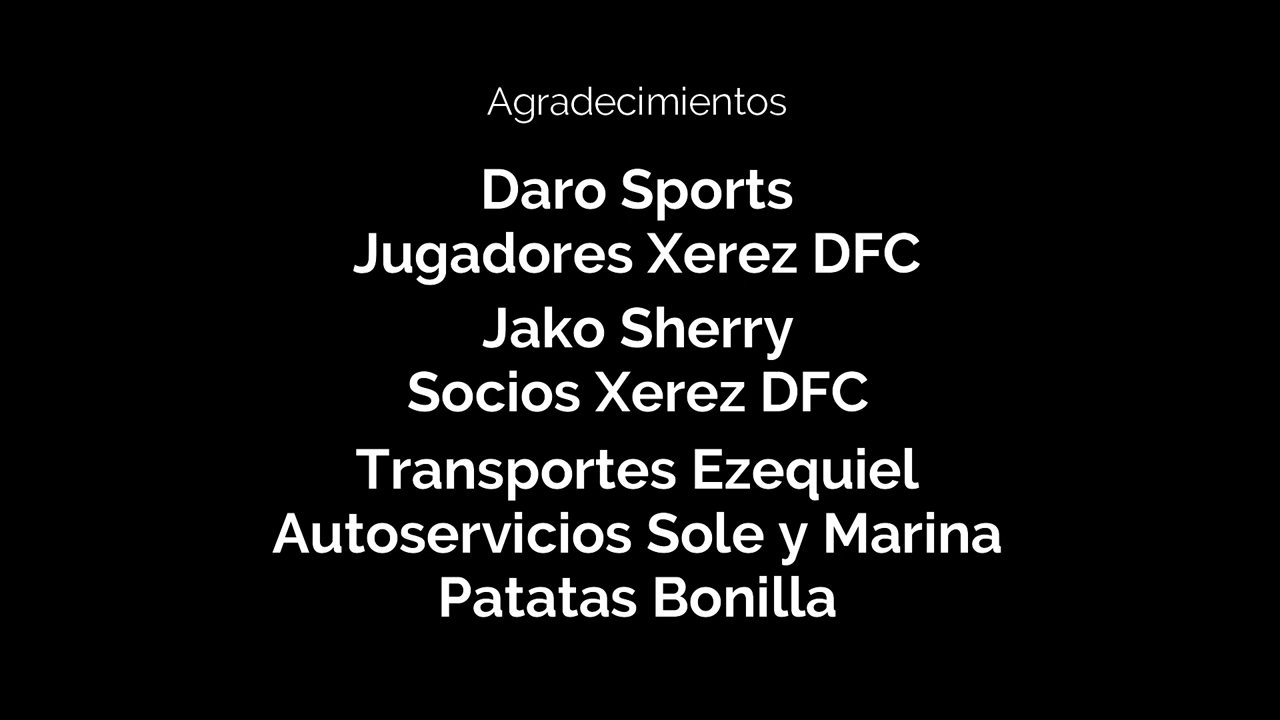 Agradecimientos
Daro Sports
Jugadores Xerez DFC
Jako Sherry
Socios Xerez DFC
Transportes Ezequiel
Autoservicios Sole y Marina
Patatas Bonilla